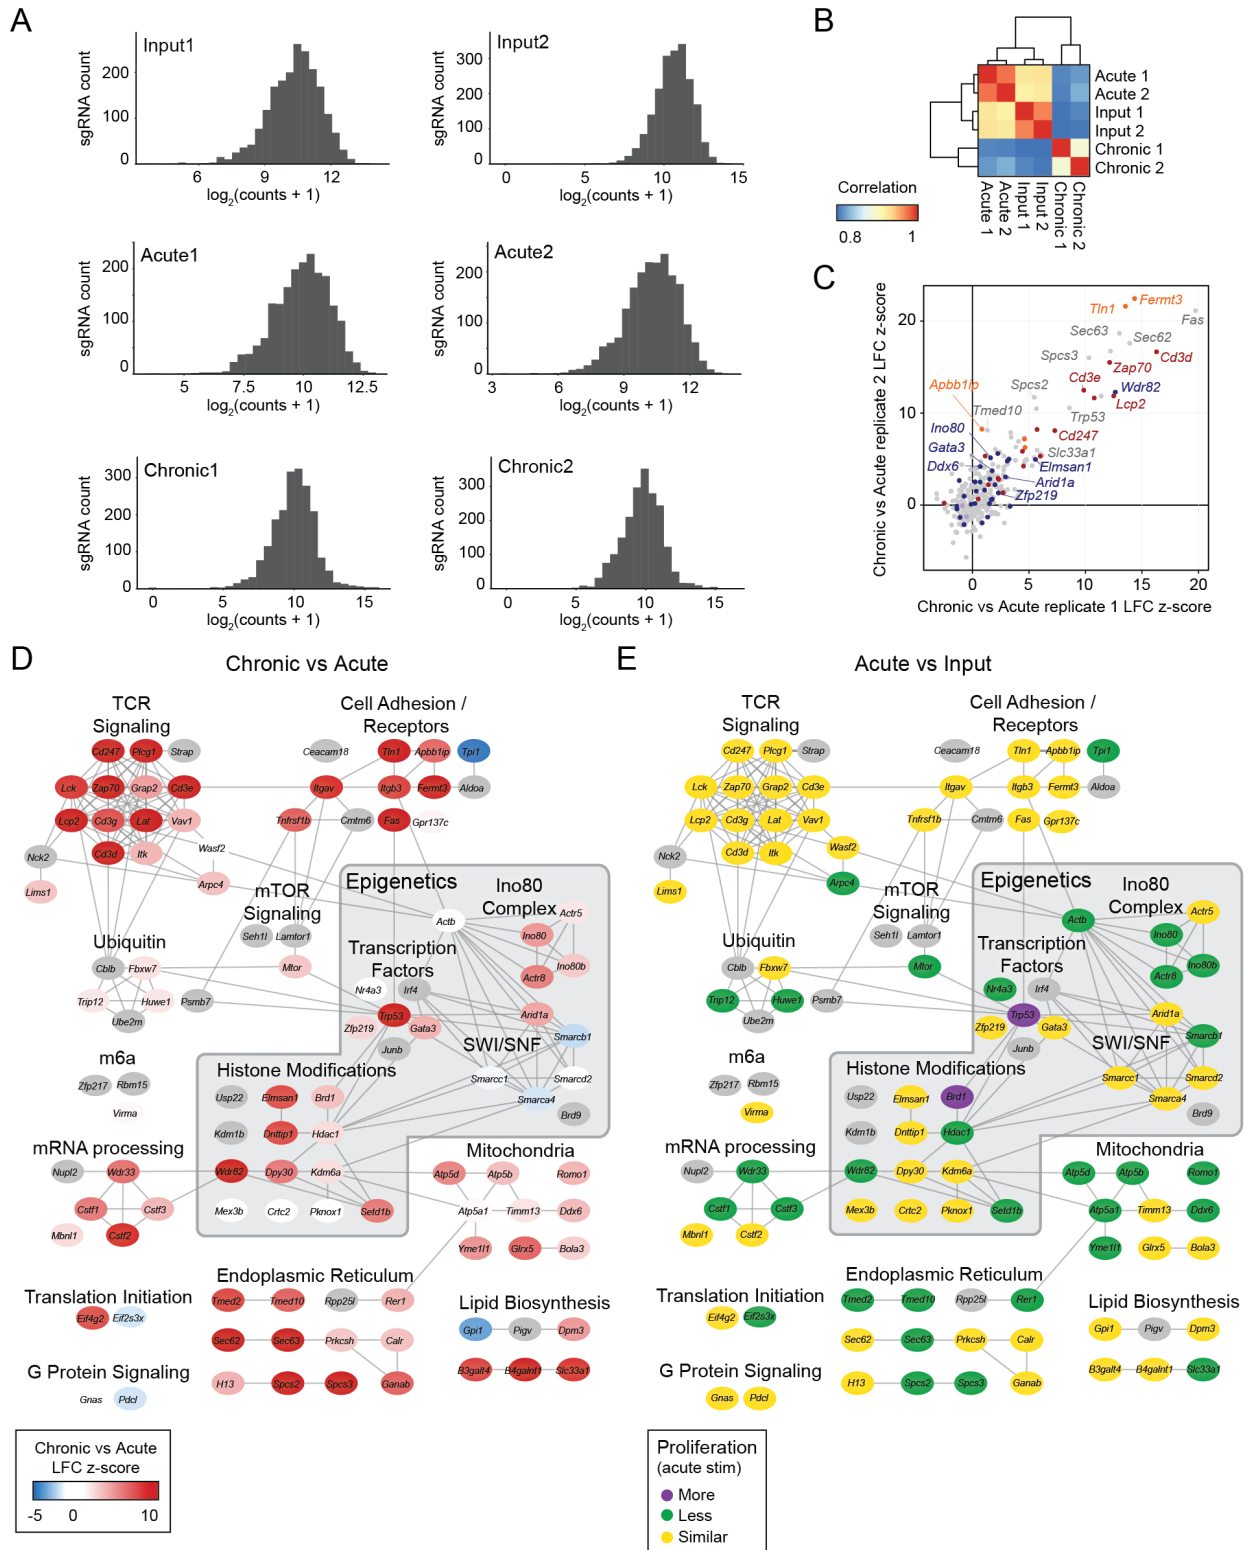 A
Input1
sgRNA count
200
100
0
6
9
12
log2(counts + 1)
Input2
sgRNA count
300
200
100
0
0
5
10
15
log2(counts + 1)
Acute1
sgRNA count
200
100
0
5
7.5
10
12.5
log2(counts + 1)
Acute2
sgRNA count
200
100
0
3
6
9
12
log2(counts + 1)
Chronic1
sgRNA count
300
200
100
0
0
5
10
15
log2(counts + 1)
Chronic2
sgRNA count
300
200
100
0
0
5
10
15
log2(counts + 1)
B
Acute 1
Acute 2
Input 1
Input 2
Chronic 1
Chronic 2
Acute 1
Acute 2
Input 1
Input 2
Chronic 1
Chronic 2
Correlation
0.8
1
C
Chronic vs Acute replicate 2 LFC z-score
20
10
0
Tln1
Fermt3
Fas
Sec63
Sec62
Spcs3
Cd3d
Zap70
Cd3e
Wdr82
Apbb1ip
Spcs2
Lcp2
Tmed10
Trp53
Ino80
Cd247
Gata3
Slc33a1
Ddx6
Elmsan1
Arid1a
Zfp219
0
5
10
15
20
Chronic vs Acute replicate 1 LFC z-score
D
Chronic vs Acute
TCR
Signaling
Cd247
Plcg1
Strap
Lck
Zap70
Grap2
Cd3e
Lcp2
Cd3g
Lat
Vav1
Cd3d
Itk
Wasf2
Nck2
Lims1
Arpc4
Cell Adhesion /
Receptors
Ceacam18
Tln1
Apbb1ip
Tpi1
Itgav
Itgb3
Fermt3
Aldoa
Tnfrsf1b
Cmtm6
Fas
Gpr137c
mTOR
Signaling
Seh1l
Lamtor1
Mtor
Ubiquitin
Cblb
Fbxw7
Trip12
Huwe1
Psmb7
Ube2m
Epigenetics
Ino80
Complex
Actb
Actr5
Ino80
Actr8
Ino80b
Transcription
Factors
Nr4a3
Irf4
Trp53
Zfp219
Gata3
Junb
Arid1a
SWI/SNF
Smarcb1
Smarcc1
Smarcd2
Smarca4
Brd9
m6a
Zfp217
Rbm15
Virma
Histone Modifications
Usp22
Elmsan1
Brd1
Kdm1b
Dnttip1
Hdac1
Wdr82
Dpy30
Kdm6a
Mex3b
Crtc2
Pknox1
Setd1b
mRNA processing
Nupl2
Wdr33
Cstf1
Cstf3
Mbnl1
Cstf2
Mitochondria
Atp5d
Atp5b
Romo1
Atp5a1
Timm13
Ddx6
Yme1l1
Glrx5
Bola3
Translation Initiation
Eif4g2
Eif2s3x
G Protein Signaling
Gnas
Pdcl
Endoplasmic Reticulum
Tmed2
Tmed10
Rpp25l
Rer1
Sec62
Sec63
Prkcsh
Calr
H13
Spcs2
Spcs3
Ganab
Lipid Biosynthesis
Gpi1
Pigv
Dpm3
B3galt4
B4galnt1
Slc33a1
Chronic vs Acute
LFC z-score
-5
0
10
E
Acute vs Input
TCR
Signaling
Cd247
Plcg1
Strap
Lck
Zap70
Grap2
Cd3e
Lcp2
Cd3g
Lat
Vav1
Cd3d
Itk
Wasf2
Nck2
Lims1
Arpc4
Cell Adhesion /
Receptors
Ceacam18
Tln1
Apbb1ip
Tpi1
Itgav
Itgb3
Fermt3
Aldoa
Tnfrsf1b
Cmtm6
Fas
Gpr137c
mTOR
Signaling
Seh1l
Lamtor1
Mtor
Ubiquitin
Cblb
Fbxw7
Trip12
Huwe1
Psmb7
Ube2m
Epigenetics
Ino80
Complex
Actb
Actr5
Ino80
Actr8
Ino80b
Transcription
Factors
Nr4a3
Irf4
Trp53
Zfp219
Gata3
Junb
Arid1a
SWI/SNF
Smarcb1
Smarcc1
Smarcd2
Smarca4
Brd9
m6a
Zfp217
Rbm15
Virma
Histone Modifications
Usp22
Elmsan1
Brd1
Kdm1b
Dnttip1
Hdac1
Wdr82
Dpy30
Kdm6a
Mex3b
Crtc2
Pknox1
Setd1b
mRNA processing
Nupl2
Wdr33
Cstf1
Cstf3
Mbnl1
Cstf2
Mitochondria
Atp5d
Atp5b
Romo1
Atp5a1
Timm13
Ddx6
Yme1l1
Glrx5
Bola3
Translation Initiation
Eif4g2
Eif2s3x
G Protein Signaling
Gnas
Pdcl
Endoplasmic Reticulum
Tmed2
Tmed10
Rpp25l
Rer1
Sec62
Sec63
Prkcsh
Calr
H13
Spcs2
Spcs3
Ganab
Lipid Biosynthesis
Gpi1
Pigv
Dpm3
B3galt4
B4galnt1
Slc33a1
Proliferation
(acute stim)
More
Less
Similar